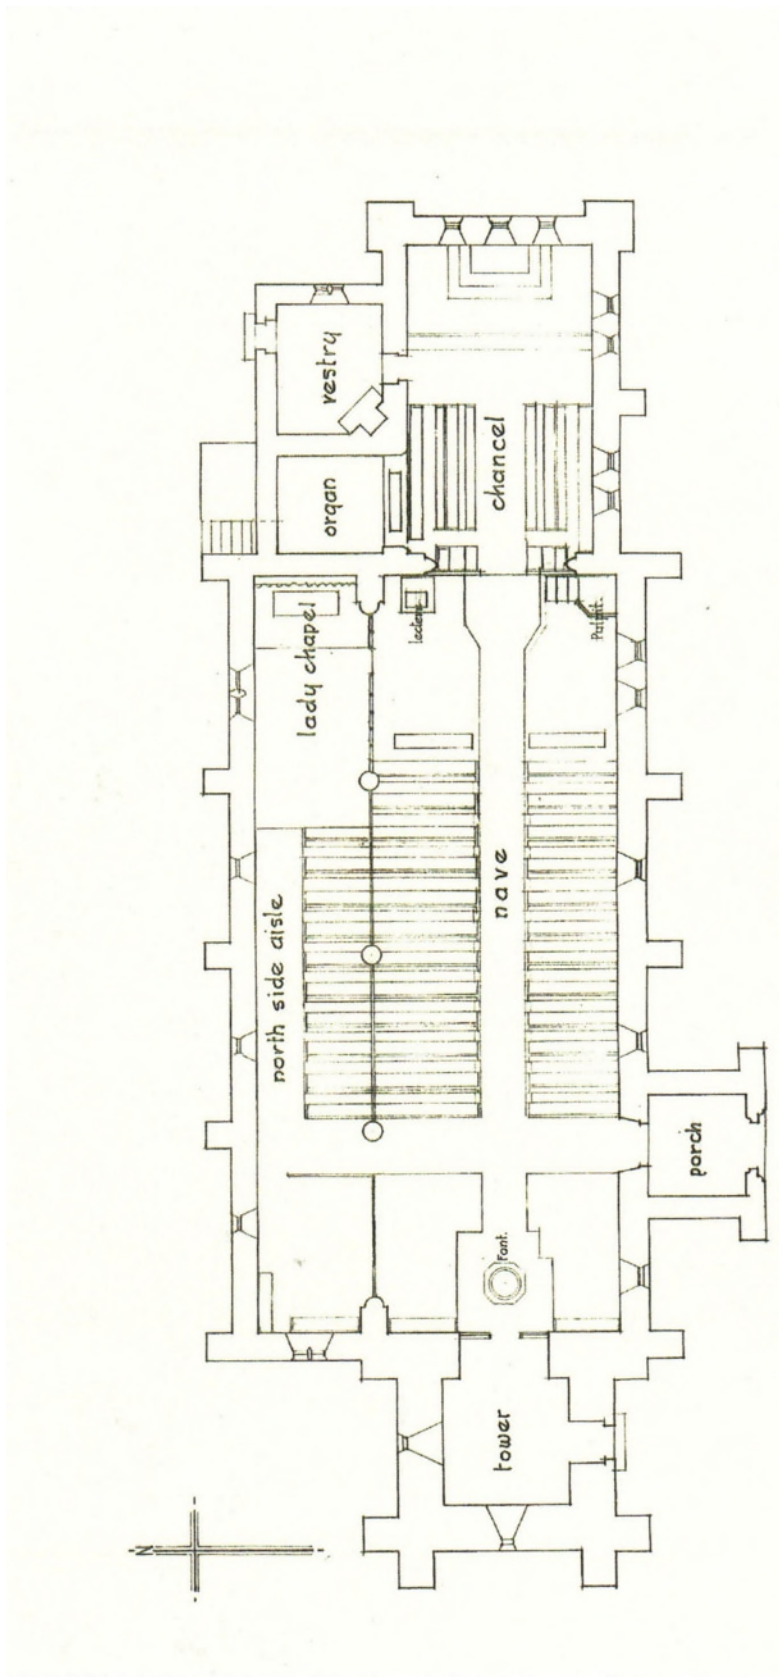 vestry
organ
chancel
lady chapel
lectern
Pulpit.
nave
north side aisle
porch
Font.
tower
N